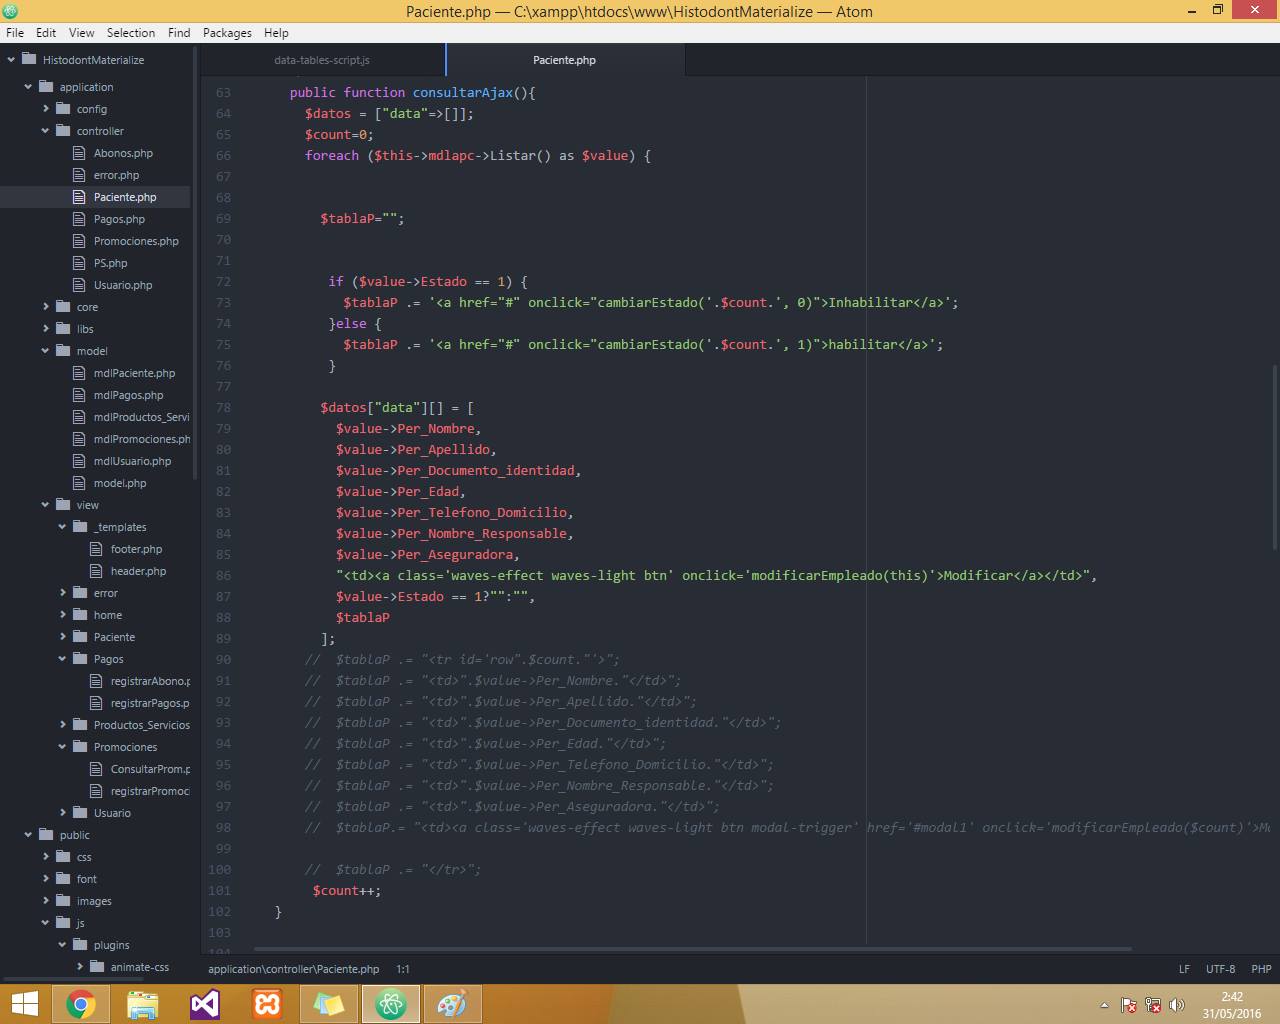 Paciente.php — C:\xampp\htdocs\www\HistodontMaterialize — Atom
File Edit View Selection Find Packages Help
HistodontMaterialize
application
config
controller
Abonos.php
error.php
Paciente.php
Pagos.php
Promociones.php
PS.php
Usuario.php
core
libs
model
mdlPaciente.php
mdlPagos.php
mdlProductos_Servi
mdlPromociones.ph
mdlUsuario.php
model.php
view
_templates
footer.php
header.php
error
home
Paciente
Pagos
registrarAbono.p
registrarPagos.p
Productos_Servicios
Promociones
ConsultarProm.p
registrarPromoc
Usuario
public
css
font
images
js
plugins
animate-css
data-tables-script.js Paciente.php
63 public function consultarAjax(){
64 $datos = ["data"=>[]];
65 $count=0;
66 foreach ($this->mdlapc->Listar() as $value) {
67
68
69 $tablaP="";
70
71
72 if ($value->Estado == 1) {
73 $tablaP .= '<a href="#" onclick="cambiarEstado('.$count.', 0)">Inhabilitar</a>';
74 }else {
75 $tablaP .= '<a href="#" onclick="cambiarEstado('.$count.', 1)">habilitar</a>';
76 }
77
78 $datos["data"][] = [
79 $value->Per_Nombre,
80 $value->Per_Apellido,
81 $value->Per_Documento_identidad,
82 $value->Per_Edad,
83 $value->Per_Telefono_Domicilio,
84 $value->Per_Nombre_Responsable,
85 $value->Per_Aseguradora,
86 "<td><a class='waves-effect waves-light btn' onclick='modificarEmpleado(this)'>Modificar</a></td>",
87 $value->Estado == 1?"":"",
88 $tablaP
89 ];
90 // $tablaP .= "<tr id='row".$count."'>";
91 // $tablaP .= "<td>".$value->Per_Nombre."</td>";
92 // $tablaP .= "<td>".$value->Per_Apellido."</td>";
93 // $tablaP .= "<td>".$value->Per_Documento_identidad."</td>";
94 // $tablaP .= "<td>".$value->Per_Edad."</td>";
95 // $tablaP .= "<td>".$value->Per_Telefono_Domicilio."</td>";
96 // $tablaP .= "<td>".$value->Per_Nombre_Responsable."</td>";
97 // $tablaP .= "<td>".$value->Per_Aseguradora."</td>";
98 // $tablaP.= "<td><a class='waves-effect waves-light btn modal-trigger' href='#modal1' onclick='modificarEmpleado($count)'>Mo
99
100 // $tablaP .= "</tr>";
101 $count++;
102 }
103
104
application\controller\Paciente.php 1:1 LF UTF-8 PHP
2:42
31/05/2016